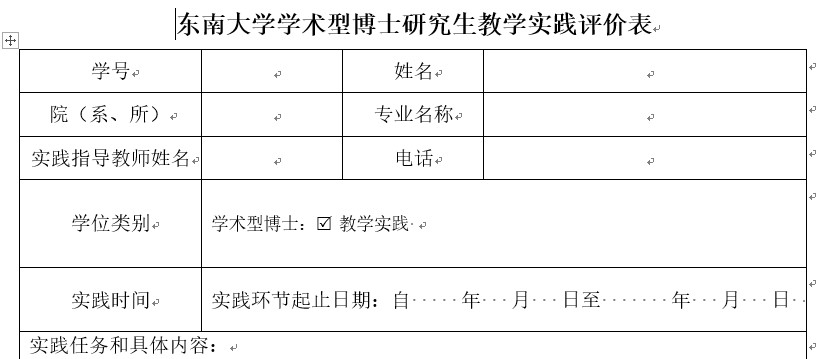 东南大学学术型博士研究生教学实践评价表
学号 姓名
院（系、所） 专业名称
实践指导教师姓名 电话
学位类别 学术型博士：☑ 教学实践
实践时间 实践环节起止日期：自 年 月 日至 年 月 日
实践任务和具体内容：